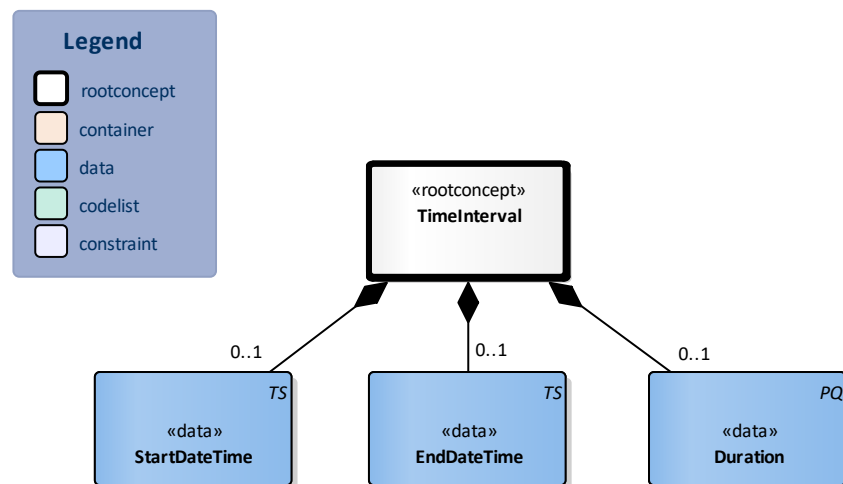 Legend
rootconcept
container
data
codelist
constraint
«rootconcept»
TimeInterval
0..1
0..1
0..1
TS
«data»
StartDateTime
TS
«data»
EndDateTime
PQ
«data»
Duration